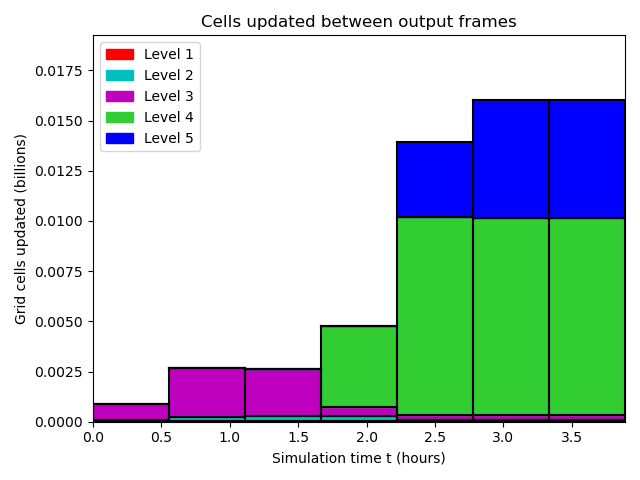 Cells updated between output frames
Level 1
Level 2
Level 3
Level 4
Level 5
Grid cells updated (billions)
0.0175
0.0150
0.0125
0.0100
0.0075
0.0050
0.0025
0.0000
0.0 0.5 1.0 1.5 2.0 2.5 3.0 3.5
Simulation time t (hours)